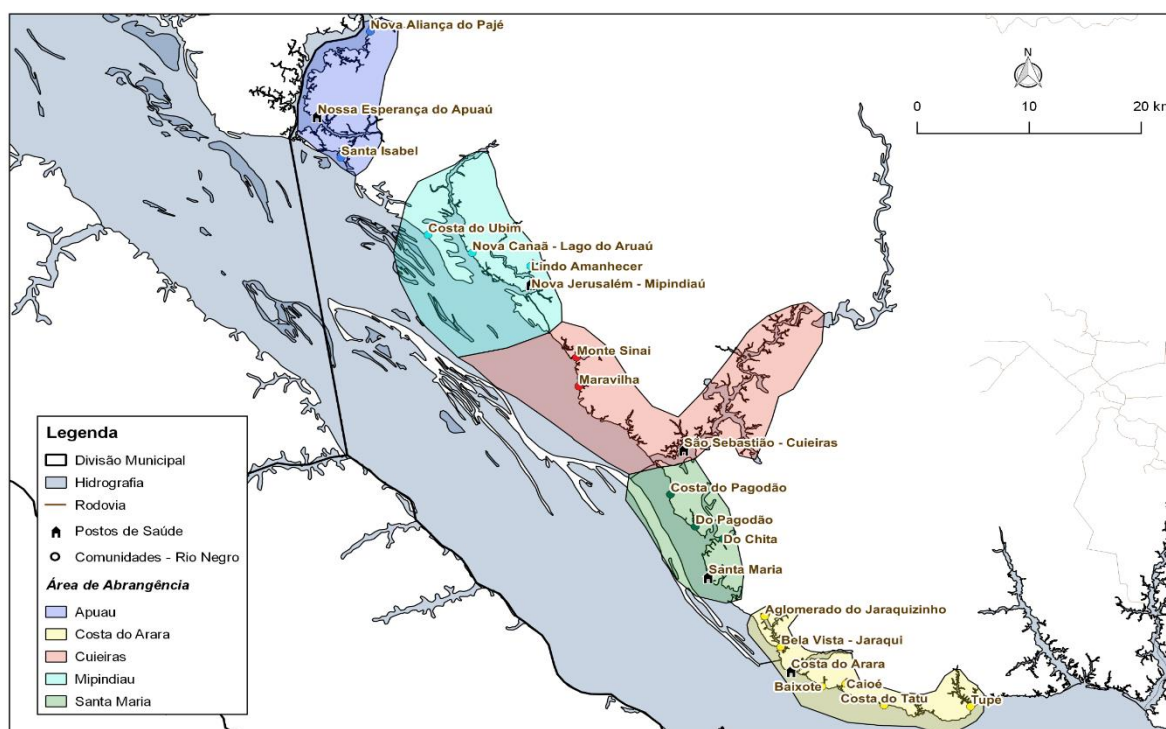 Nova Aliança do Pajé
N
Nossa Esperança do Apuaú
0 10 20 km
Santa Isabel
Costa do Ubim
Nova Canaã - Lago do Aruaú
Lindo Amanhecer
Nova Jerusalém - Mipindiaú
Monte Sinai
Maravilha
São Sebastião - Cuieiras
Costa do Pagodão
Do Pagodão
Do Chita
Santa Maria
Aglomerado do Jaraquizinho
Bela Vista - Jaraqui
Costa do Arara
Baixote
Caioé
Costa do Tatu
Tupé
Legenda
Divisão Municipal
Hidrografia
Rodovia
Postos de Saúde
Comunidades - Rio Negro
Área de Abrangência
Apuau
Costa do Arara
Cuieiras
Mipindiau
Santa Maria